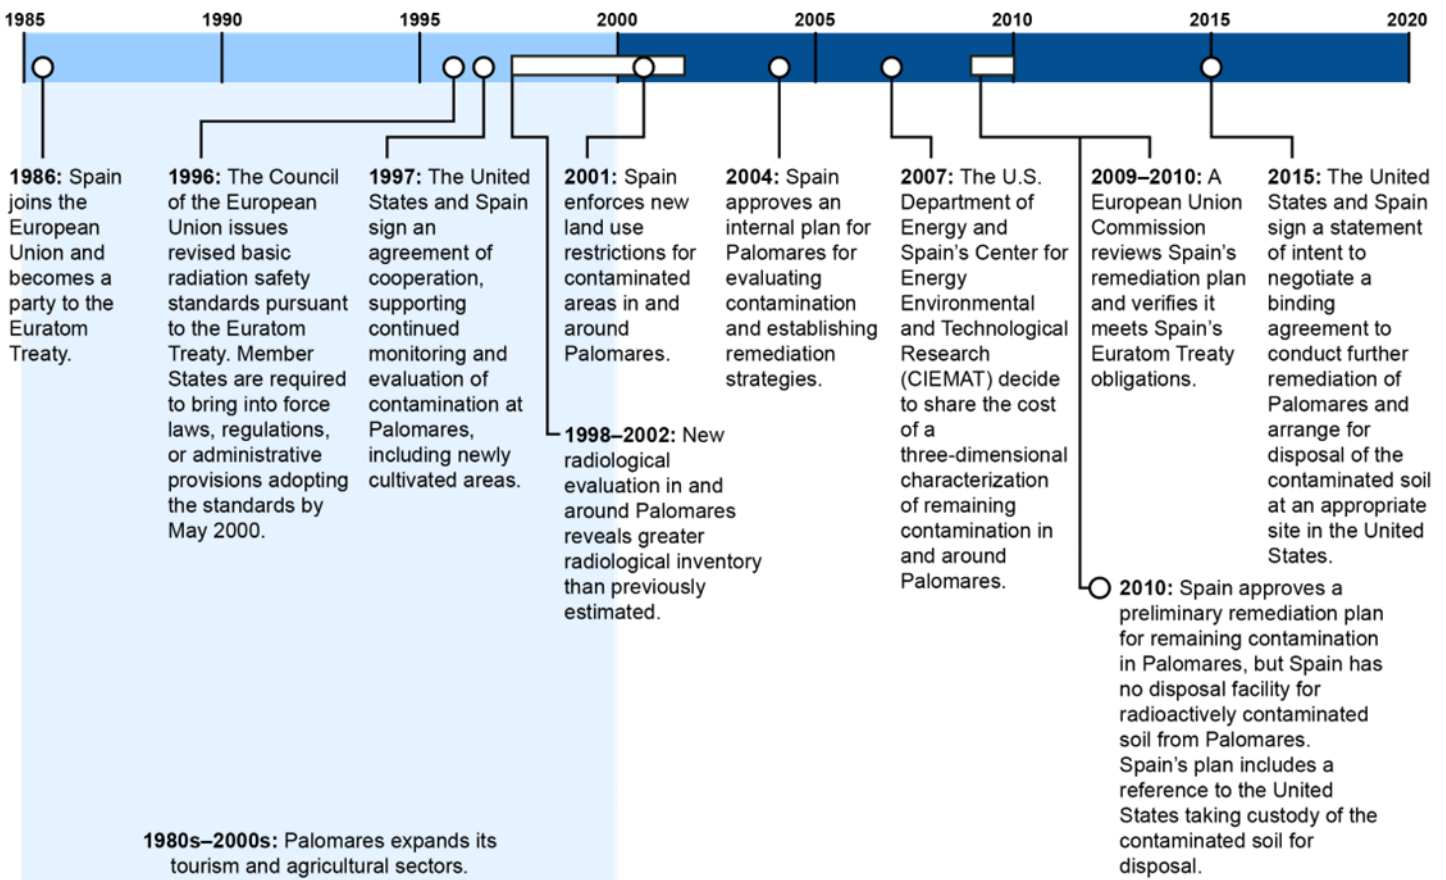 1985 1990 1995 2000 2005 2010 2015 2020
1986: Spain
joins the
European
Union and
becomes a
party to the
Euratom
Treaty.
1996: The Council
of the European
Union issues
revised basic
radiation safety
standards pursuant
to the Euratom
Treaty. Member
States are required
to bring into force
laws, regulations,
or administrative
provisions adopting
the standards by
May 2000.
1997: The United
States and Spain
sign an
agreement of
cooperation,
supporting
continued
monitoring and
evaluation of
contamination at
Palomares,
including newly
cultivated areas.
1998–2002: New
radiological
evaluation in and
around Palomares
reveals greater
radiological inventory
than previously
estimated.
2001: Spain
enforces new
land use
restrictions for
contaminated
areas in and
around
Palomares.
2004: Spain
approves an
internal plan for
Palomares for
evaluating
contamination
and establishing
remediation
strategies.
2007: The U.S.
Department of
Energy and
Spain’s Center for
Energy
Environmental
and Technological
Research
(CIEMAT) decide
to share the cost
of a
three-dimensional
characterization
of remaining
contamination in
and around
Palomares.
2009–2010: A
European Union
Commission
reviews Spain’s
remediation plan
and verifies it
meets Spain’s
Euratom Treaty
obligations.
2010: Spain approves a
preliminary remediation plan
for remaining contamination
in Palomares, but Spain has
no disposal facility for
radioactively contaminated
soil from Palomares.
Spain’s plan includes a
reference to the United
States taking custody of the
contaminated soil for
disposal.
2015: The United
States and Spain
sign a statement
of intent to
negotiate a
binding
agreement to
conduct further
remediation of
Palomares and
arrange for
disposal of the
contaminated soil
at an appropriate
site in the United
States.
1980s–2000s: Palomares expands its
tourism and agricultural sectors.